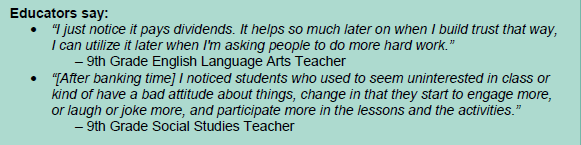 Educators say:
• "I just notice it pays dividends. It helps so much later on when I build trust that way,
I can utilize it later when I'm asking people to do more hard work."
– 9th Grade English Language Arts Teacher
• "[After banking time] I noticed students who used to seem uninterested in class or
kind of have a bad attitude about things, change in that they start to engage more,
or laugh or joke more, and participate more in the lessons and the activities."
– 9th Grade Social Studies Teacher